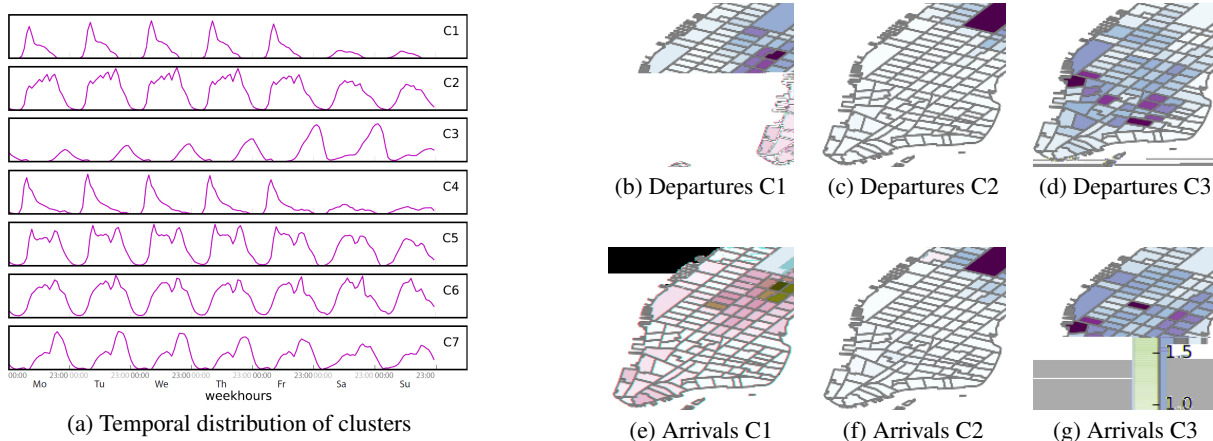 C1
C2
C3
C4
C5
C6
C7
00:00 23:00 00:00 23:00 00:00 23:00 00:00 23:00 00:00 23:00 00:00 23:00 00:00 23:00
Mo Tu We Th Fr Sa Su
weekhours
(a) Temporal distribution of clusters
(b) Departures C1
(c) Departures C2
(d) Departures C3
1.5
1.0
(e) Arrivals C1
(f) Arrivals C2
(g) Arrivals C3